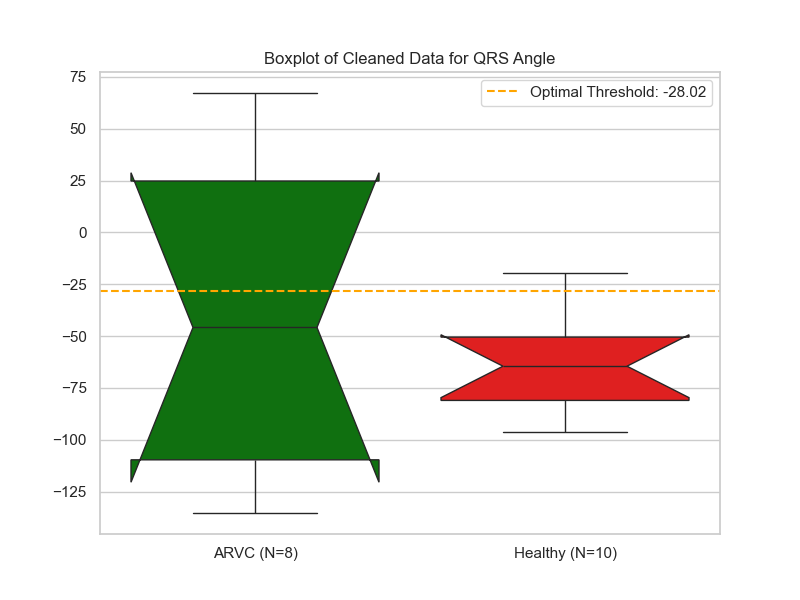 Boxplot of Cleaned Data for QRS Angle
Optimal Threshold: -28.02
75
50
25
0
−25
−50
−75
−100
−125
ARVC (N=8)
Healthy (N=10)